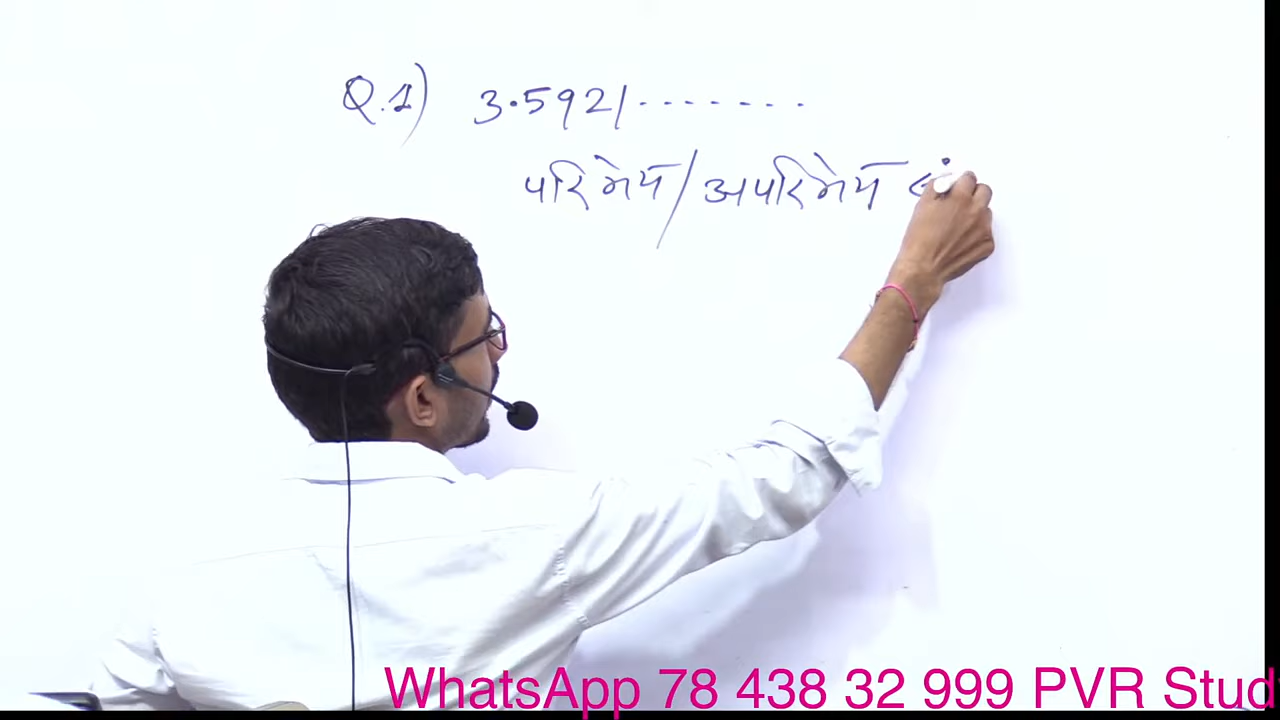 Q.1) 3.5921.......
परिमेय/अपरिमेय
WhatsApp 78 438 32 999 PVR Stud